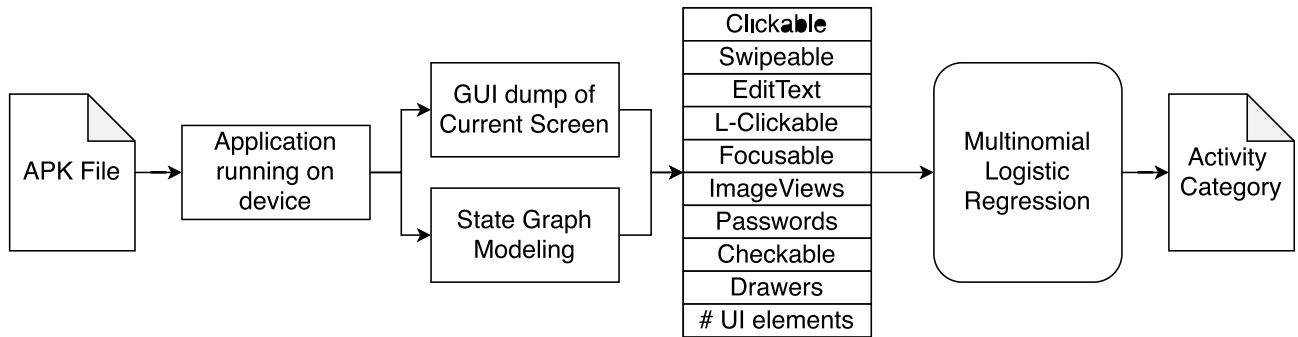 APK File
Application
running on
device
GUI dump of
Current Screen
State Graph
Modeling
Clickable
Swipeable
EditText
L-Clickable
Focusable
ImageViews
Passwords
Checkable
Drawers
# UI elements
Multinomial
Logistic
Regression
Activity
Category